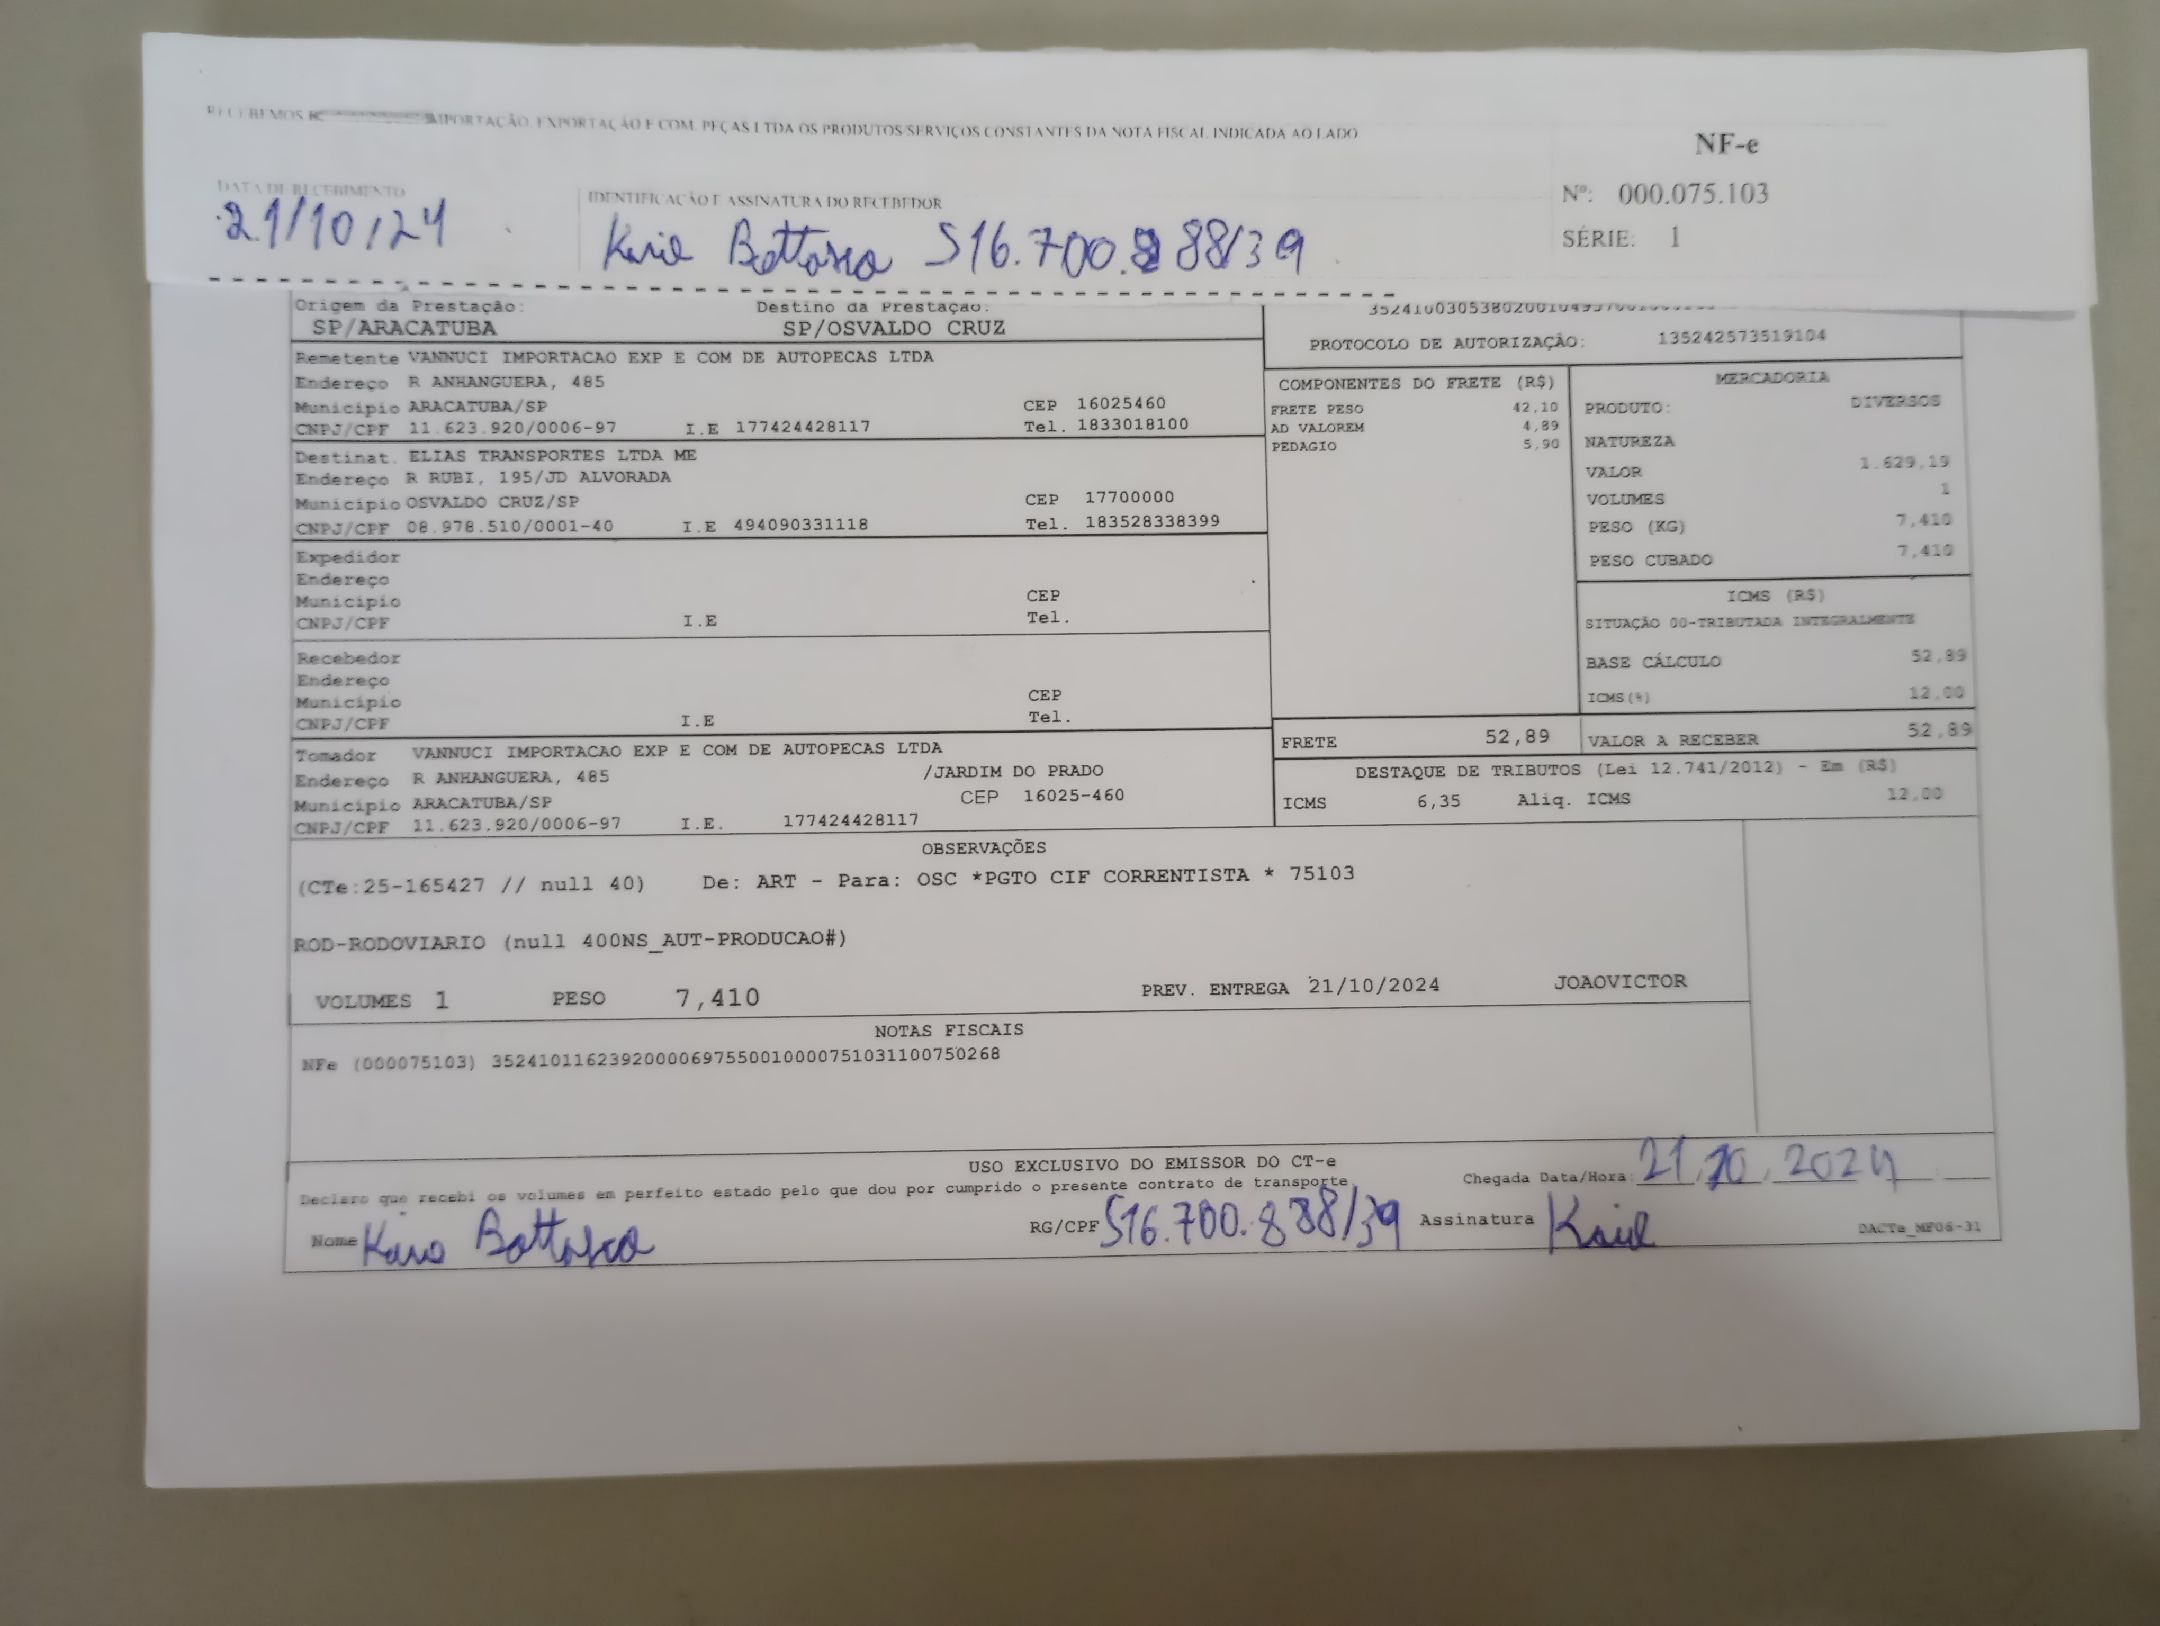 RECEBEMOS IMPORTAÇÃO, EXPORTAÇÃO E COM. PEÇAS LTDA OS PRODUTOS/SERVIÇOS CONSTANTES DA NOTA FISCAL INDICADA AO LADO
NF-e
DATA DE RECEBIMENTO
21/10/24
IDENTIFICAÇÃO E ASSINATURA DO RECEBEDOR
516.700.888/39
Nº: 000.075.103
SÉRIE: 1
Origem da Prestação: Destino da Prestação:
SP/ARACATUBA SP/OSVALDO CRUZ
PROTOCOLO DE AUTORIZAÇÃO: 135242573519104
Remetente VANNUCI IMPORTACAO EXP E COM DE AUTOPECAS LTDA
Endereço R ANHANGUERA, 485
Município ARACATUBA/SP CEP 16025460
CNPJ/CPF 11.623.920/0006-97 I.E 177424428117 Tel. 1833018100
Destinat. ELIAS TRANSPORTES LTDA ME
Endereço R RUBI, 195/JD ALVORADA
Município OSVALDO CRUZ/SP CEP 17700000
CNPJ/CPF 08.978.510/0001-40 I.E 494090331118 Tel. 183528338399
Expedidor
Endereço
Município CEP
CNPJ/CPF I.E Tel.
Recebedor
Endereço
Município CEP
CNPJ/CPF I.E Tel.
Tomador VANNUCI IMPORTACAO EXP E COM DE AUTOPECAS LTDA
Endereço R ANHANGUERA, 485 /JARDIM DO PRADO
Município ARACATUBA/SP CEP 16025-460
CNPJ/CPF 11.623.920/0006-97 I.E. 177424428117
COMPONENTES DO FRETE (R$)
FRETE PESO 42,10
AD VALOREM 4,89
PEDAGIO 5,90
MERCADORIA
PRODUTO: DIVERSOS
NATUREZA
VALOR 1.629,19
VOLUMES 1
PESO (KG) 7,410
PESO CUBADO 7,410
ICMS (R$)
SITUAÇÃO 00-TRIBUTADA INTEGRALMENTE
BASE CÁLCULO 52,89
ICMS(%) 12,00
FRETE 52,89 VALOR A RECEBER 52,89
DESTAQUE DE TRIBUTOS (Lei 12.741/2012) - Em (R$)
ICMS 6,35 Aliq. ICMS 12,00
OBSERVAÇÕES
(CTe:25-165427 // null 40) De: ART - Para: OSC *PGTO CIF CORRENTISTA * 75103
ROD-RODOVIARIO (null 400NS_AUT-PRODUCAO#)
VOLUMES 1 PESO 7,410 PREV. ENTREGA 21/10/2024 JOAOVICTOR
NOTAS FISCAIS
NFe (000075103) 35241011623920000697550010000751031100750268
USO EXCLUSIVO DO EMISSOR DO CT-e
Declaro que recebi os volumes em perfeito estado pelo que dou por cumprido o presente contrato de transporte. Chegada Data/Hora: 21 10 2024
Nome RG/CPF 516.700.888/39 Assinatura DACTe_MF06-31